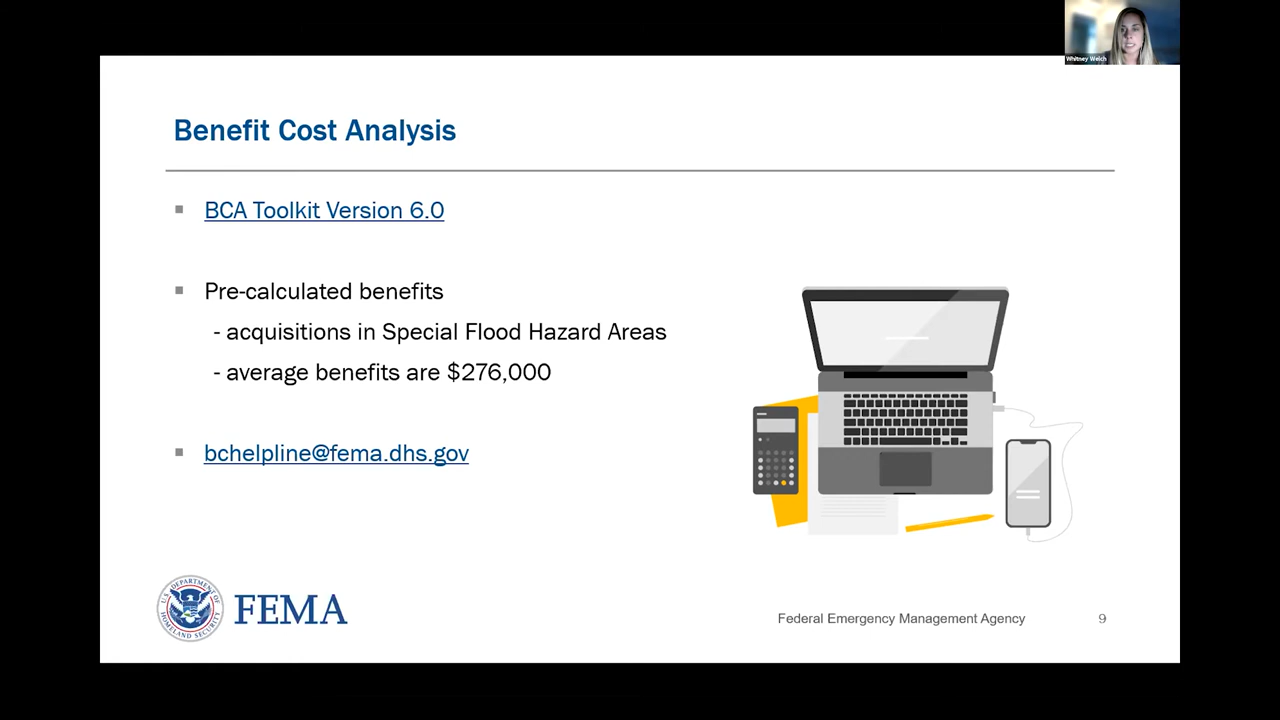 Whitney Welch
Benefit Cost Analysis
BCA Toolkit Version 6.0
Pre-calculated benefits
- acquisitions in Special Flood Hazard Areas
- average benefits are $276,000
bchelpline@fema.dhs.gov
U.S. DEPARTMENT OF
HOMELAND SECURITY
FEMA
Federal Emergency Management Agency
9